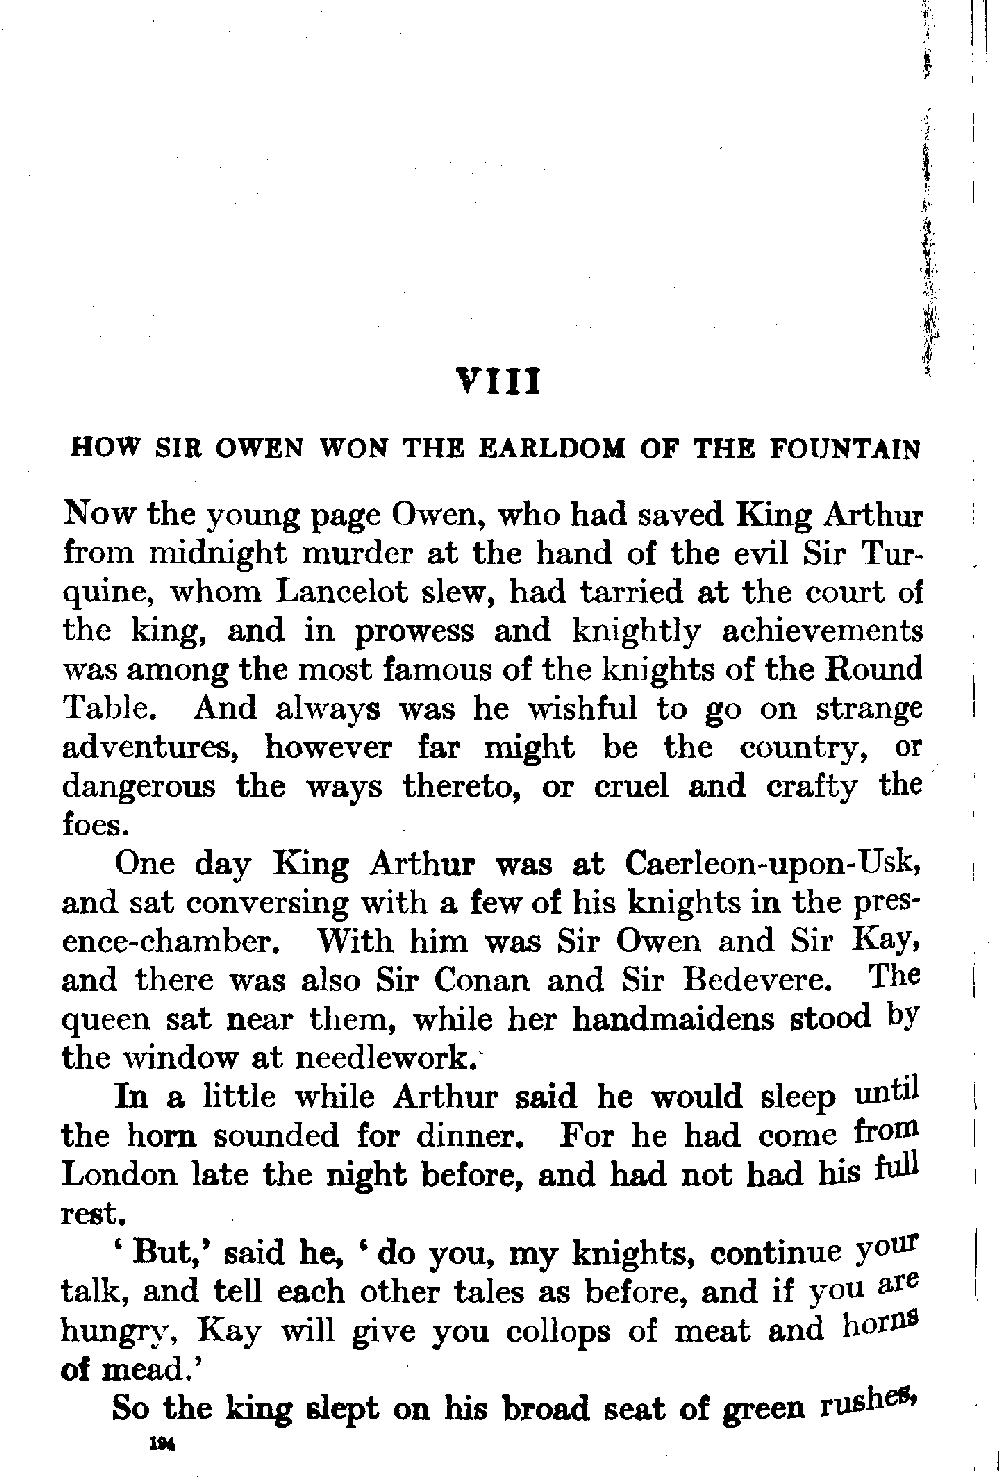 VIII
HOW SIR OWEN WON THE EARLDOM OF THE FOUNTAIN
Now the young page Owen, who had saved King Arthur
from midnight murder at the hand of the evil Sir Tur-
quine, whom Lancelot slew, had tarried at the court of
the king, and in prowess and knightly achievements
was among the most famous of the knights of the Round
Table. And always was he wishful to go on strange
adventures, however far might be the country, or
dangerous the ways thereto, or cruel and crafty the
foes.
One day King Arthur was at Caerleon-upon-Usk,
and sat conversing with a few of his knights in the pres-
ence-chamber. With him was Sir Owen and Sir Kay,
and there was also Sir Conan and Sir Bedevere. The
queen sat near them, while her handmaidens stood by
the window at needlework.
In a little while Arthur said he would sleep until
the horn sounded for dinner. For he had come from
London late the night before, and had not had his full
rest.
‘ But,’ said he, ‘ do you, my knights, continue your
talk, and tell each other tales as before, and if you are
hungry, Kay will give you collops of meat and horns
of mead.’
So the king slept on his broad seat of green rushes,
194